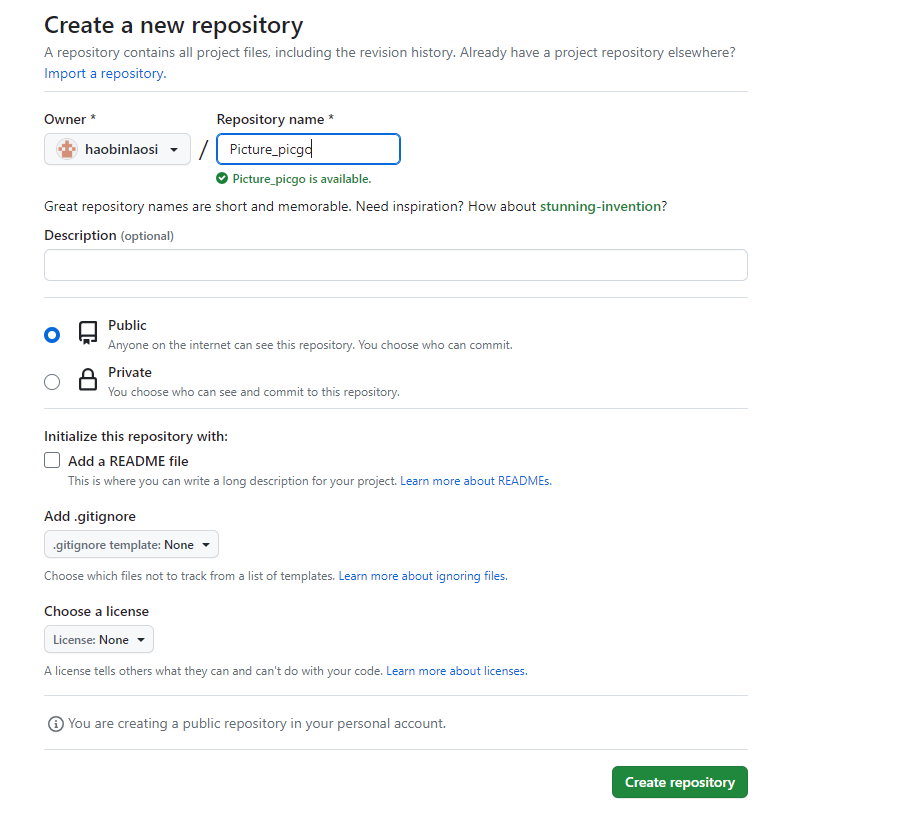 Create a new repository
A repository contains all project files, including the revision history. Already have a project repository elsewhere?
Import a repository.
Owner *
Repository name *
haobinlaosi
/
Picture_picgo
Picture_picgo is available.
Great repository names are short and memorable. Need inspiration? How about stunning-invention?
Description (optional)
Public
Anyone on the internet can see this repository. You choose who can commit.
Private
You choose who can see and commit to this repository.
Initialize this repository with:
Add a README file
This is where you can write a long description for your project. Learn more about READMEs.
Add .gitignore
.gitignore template: None
Choose which files not to track from a list of templates. Learn more about ignoring files.
Choose a license
License: None
A license tells others what they can and can't do with your code. Learn more about licenses.
You are creating a public repository in your personal account.
Create repository